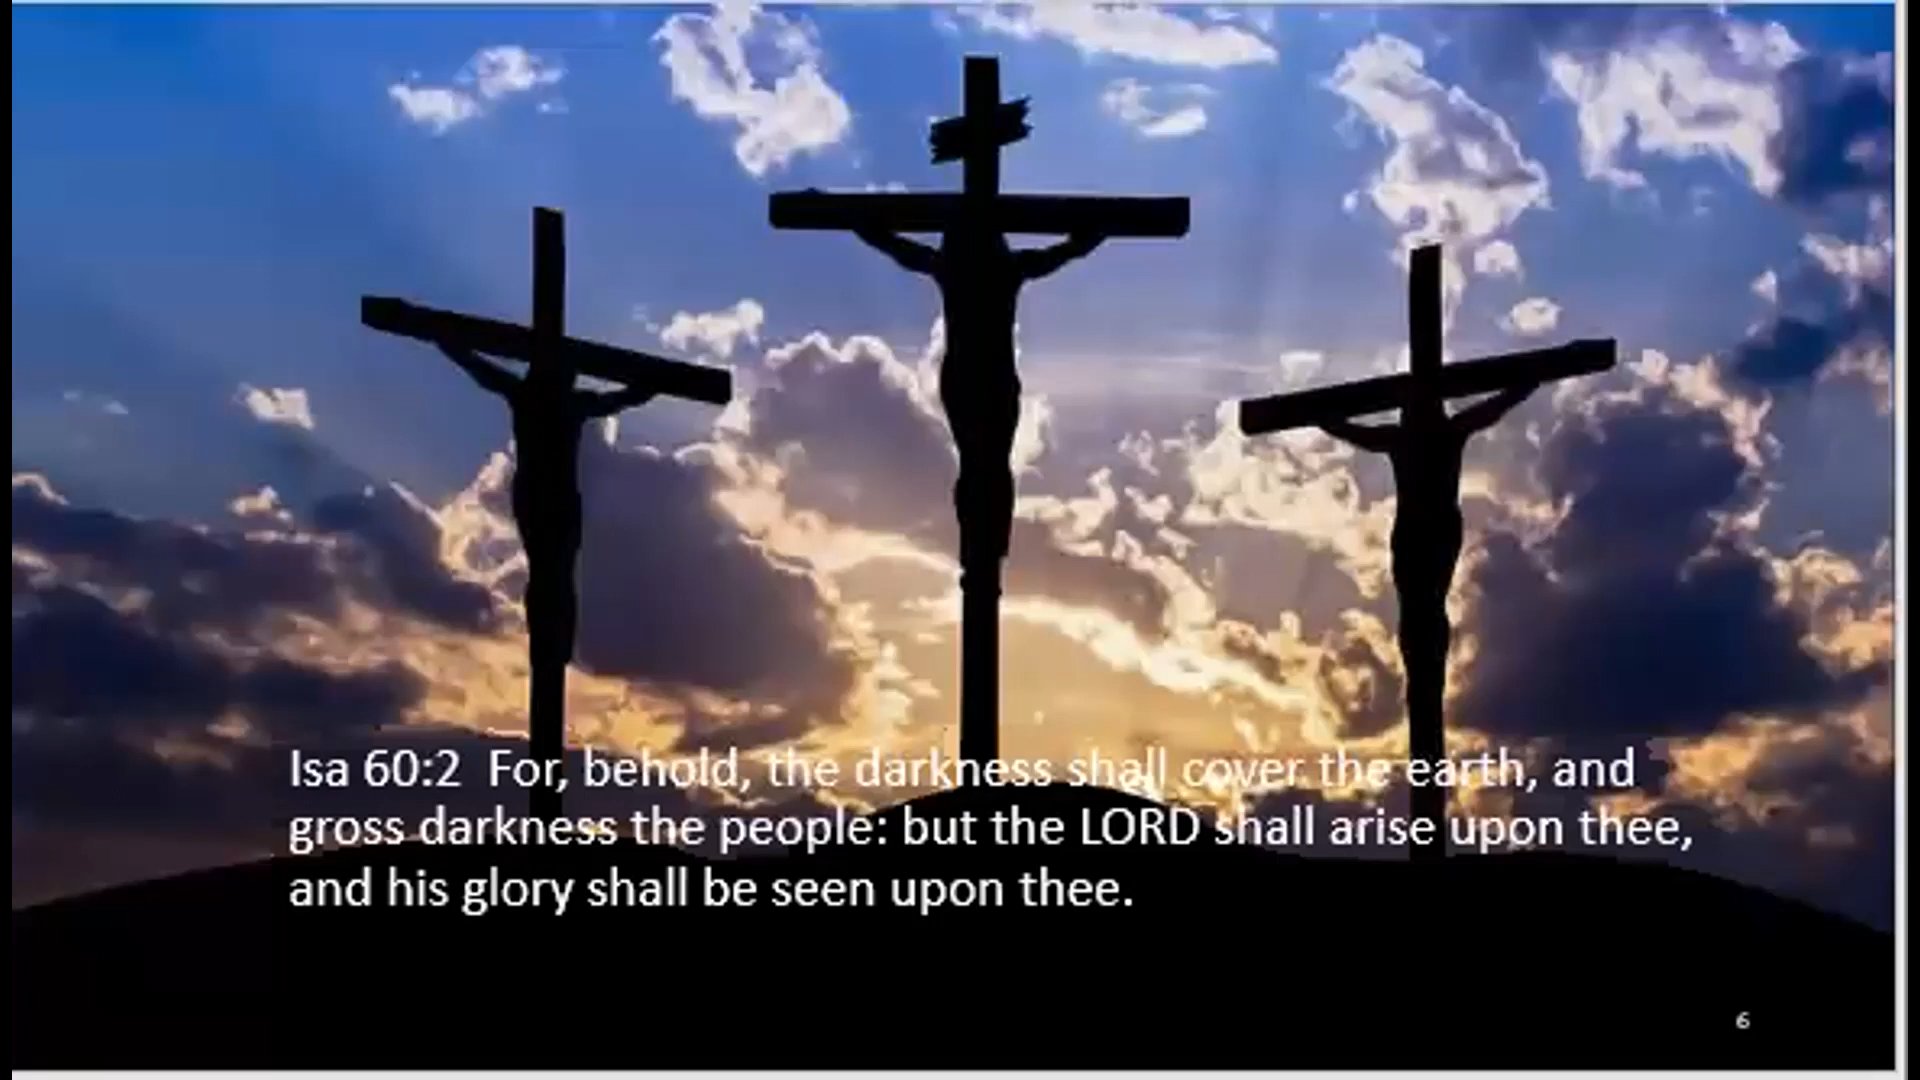 Isa 60:2  For, behold, the darkness shall cover the earth, and
gross darkness the people: but the LORD shall arise upon thee,
and his glory shall be seen upon thee.
6